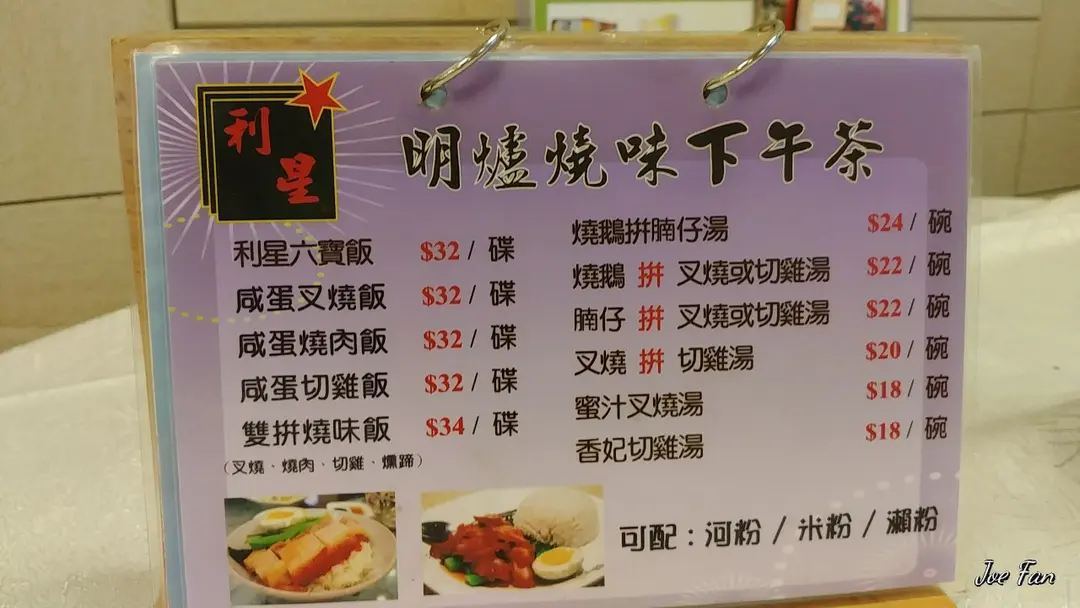 利星
明爐燒味下午茶
利星六寶飯 $32 / 碟
咸蛋叉燒飯 $32 / 碟
咸蛋燒肉飯 $32 / 碟
咸蛋切雞飯 $32 / 碟
雙拼燒味飯 $34 / 碟
（叉燒、燒肉、切雞、燻蹄）
燒鵝拼腩仔湯 $24 / 碗
燒鵝 拼 叉燒或切雞湯 $22 / 碗
腩仔 拼 叉燒或切雞湯 $22 / 碗
叉燒 拼 切雞湯 $20 / 碗
蜜汁叉燒湯 $18 / 碗
香妃切雞湯 $18 / 碗
可配：河粉 / 米粉 / 瀨粉
Joe Fan